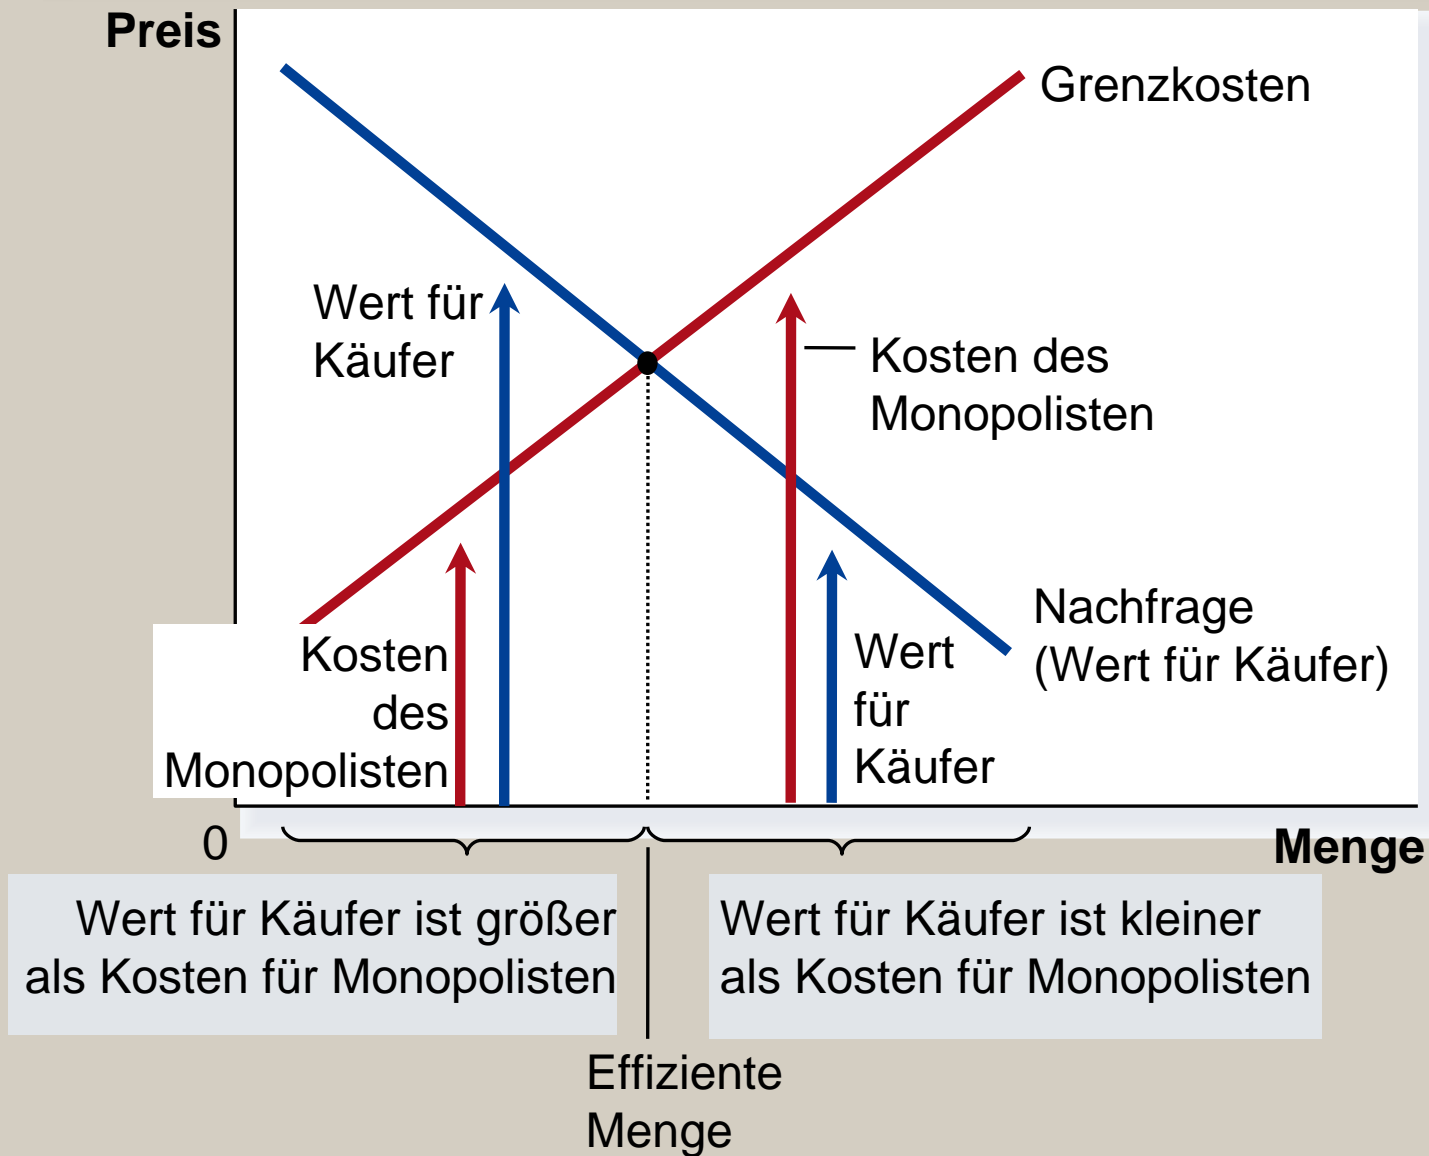 Preis
Grenzkosten
Wert für
Käufer
Kosten des
Monopolisten
Kosten
des
Monopolisten
Wert
für
Käufer
Nachfrage
(Wert für Käufer)
0
Menge
Wert für Käufer ist größer
als Kosten für Monopolisten
Wert für Käufer ist kleiner
als Kosten für Monopolisten
Effiziente
Menge